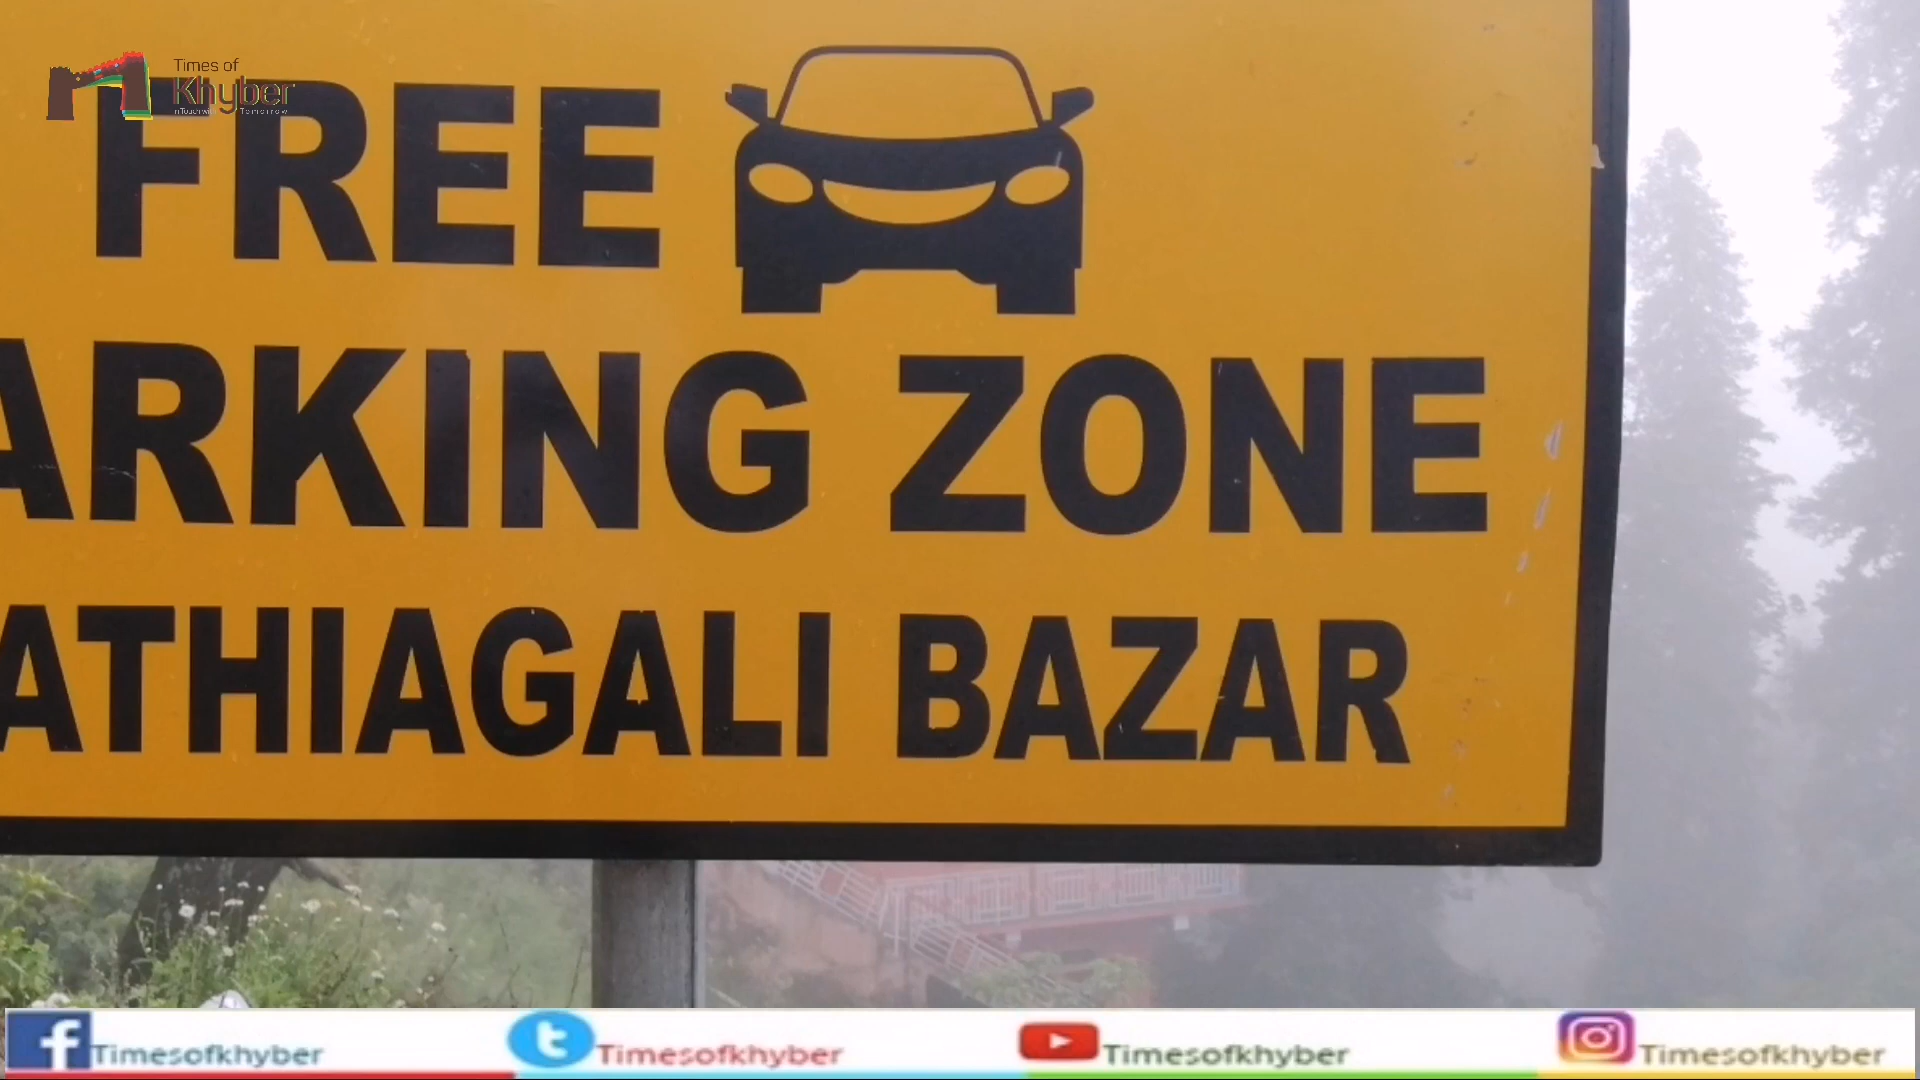 Times of
Khyber
FREE
ARKING ZONE
ATHIAGALI BAZAR
Timesofkhyber Timesofkhyber Timesofkhyber Timesofkhyber